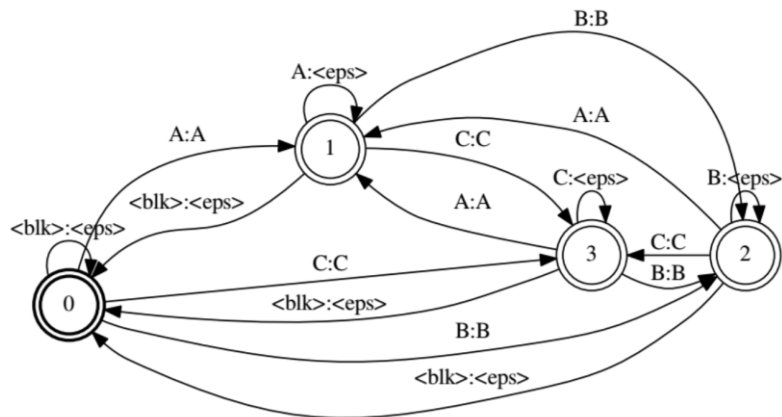 B:B
A:<eps>
A:A
1
A:A
C:C
<blk>:<eps>
C:<eps>
B:<eps>
A:A
<blk>:<eps>
C:C
3
C:C
2
B:B
0
<blk>:<eps>
B:B
<blk>:<eps>